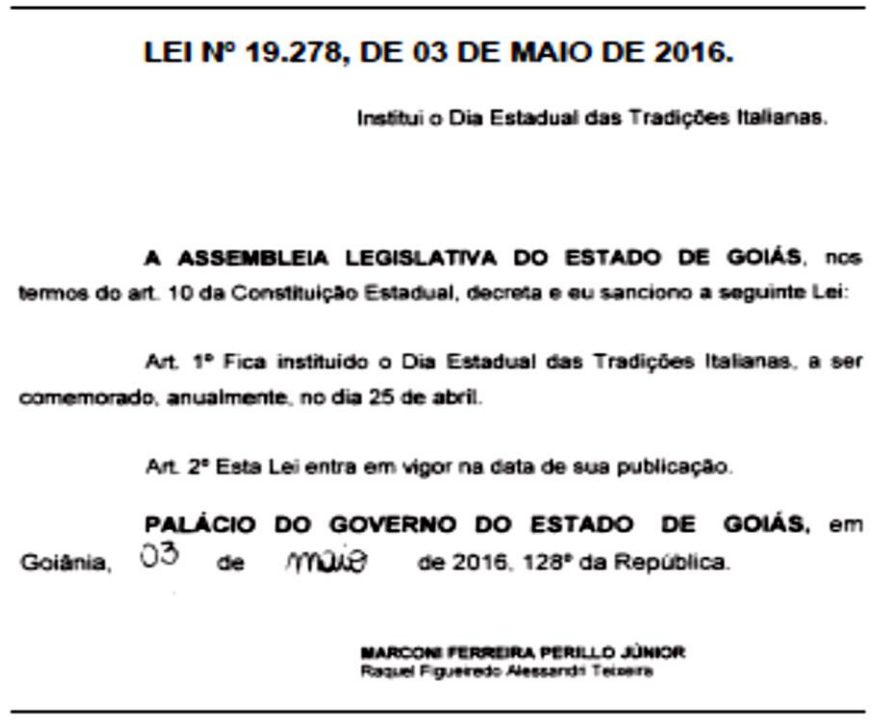 LEI Nº 19.278, DE 03 DE MAIO DE 2016.
Institui o Dia Estadual das Tradições Italianas.
A ASSEMBLEIA LEGISLATIVA DO ESTADO DE GOIÁS, nos
termos do art. 10 da Constituição Estadual, decreta e eu sanciono a seguinte Lei:
Art. 1º Fica instituído o Dia Estadual das Tradições Italianas, a ser
comemorado, anualmente, no dia 25 de abril.
Art. 2º Esta Lei entra em vigor na data de sua publicação.
PALÁCIO DO GOVERNO DO ESTADO DE GOIÁS, em
Goiânia, 03 de maio de 2016, 128º da República.
MARCONI FERREIRA PERILLO JÚNIOR
Raquel Figueiredo Alessandri Teixeira